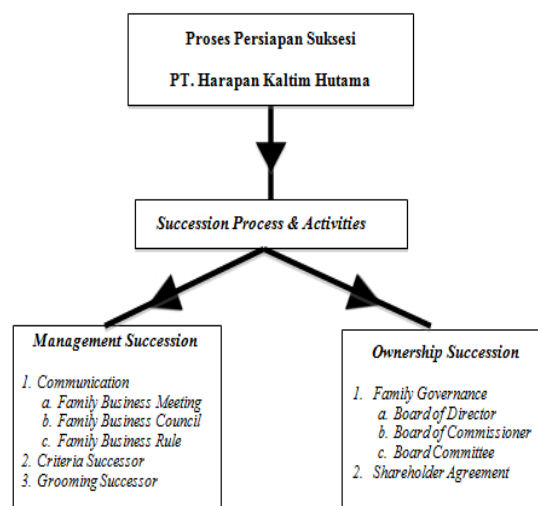 Proses Persiapan Suksesi
PT. Harapan Kaltim Hutama
Succession Process & Activities
Management Succession
1. Communication
a. Family Business Meeting
b. Family Business Council
c. Family Business Rule
2. Criteria Successor
3. Grooming Successor
Ownership Succession
1. Family Governance
a. Board of Director
b. Board of Commissioner
c. Board Committee
2. Shareholder Agreement